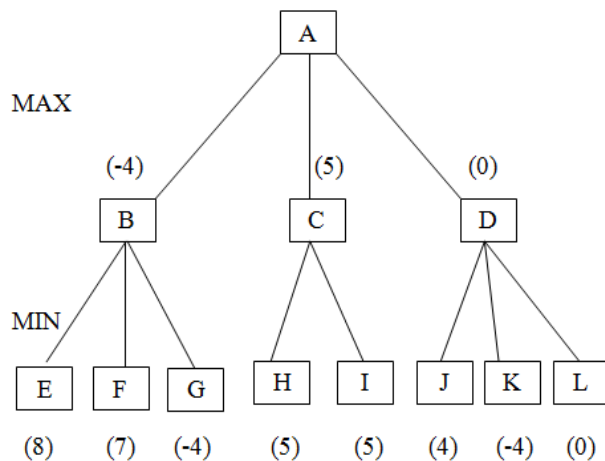 A
MAX
(-4) (5) (0)
B C D
MIN
E F G H I J K L
(8) (7) (-4) (5) (5) (4) (-4) (0)